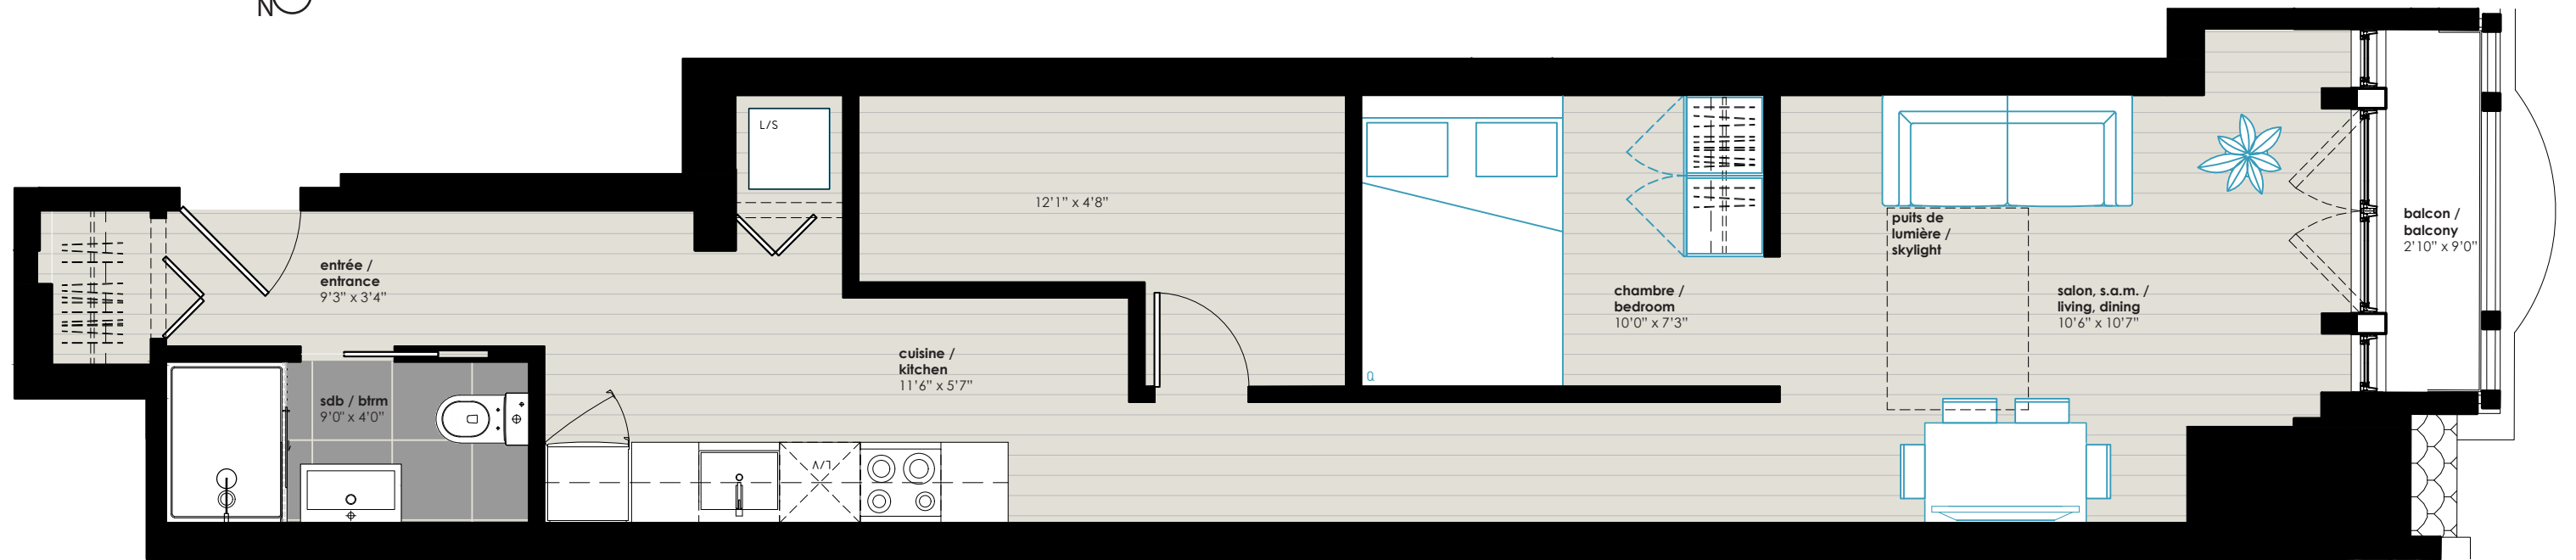 N
L/S
12'1" x 4'8"
entrée /
entrance
9'3" x 3'4"
sdb / btrm
9'0" x 4'0"
cuisine /
kitchen
11'6" x 5'7"
L/V
Q
chambre /
bedroom
10'0" x 7'3"
puits de
lumière /
skylight
salon, s.a.m. /
living, dining
10'6" x 10'7"
balcon /
balcony
2'10" x 9'0"